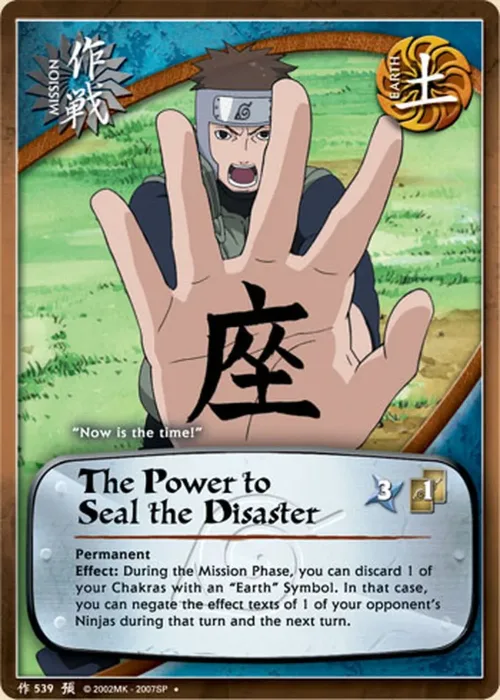 MISSION
作戦
EARTH
土
座
"Now is the time!"
The Power to
Seal the Disaster
3
1
Permanent
Effect: During the Mission Phase, you can discard 1 of
your Chakras with an "Earth" Symbol. In that case,
you can negate the effect texts of 1 of your opponent's
Ninjas during that turn and the next turn.
作 539 張 © 2002MK - 2007SP